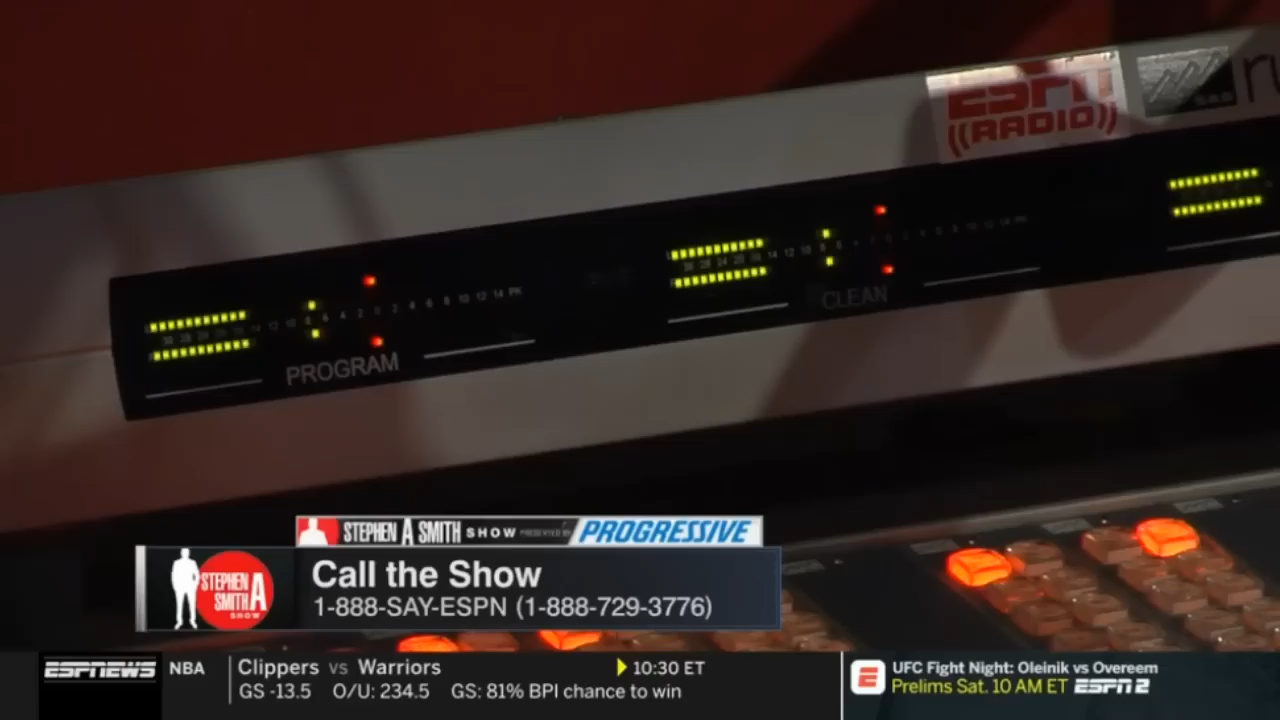 ESPN
RADIO
PROGRAM
CLEAN
STEPHEN A SMITH SHOW PRESENTED BY PROGRESSIVE
STEPHEN
SMITH A
SHOW
Call the Show
1-888-SAY-ESPN (1-888-729-3776)
ESPNEWS
NBA
Clippers vs Warriors
10:30 ET
GS -13.5 O/U: 234.5 GS: 81% BPI chance to win
E
UFC Fight Night: Oleinik vs Overeem
Prelims Sat. 10 AM ET ESPN2